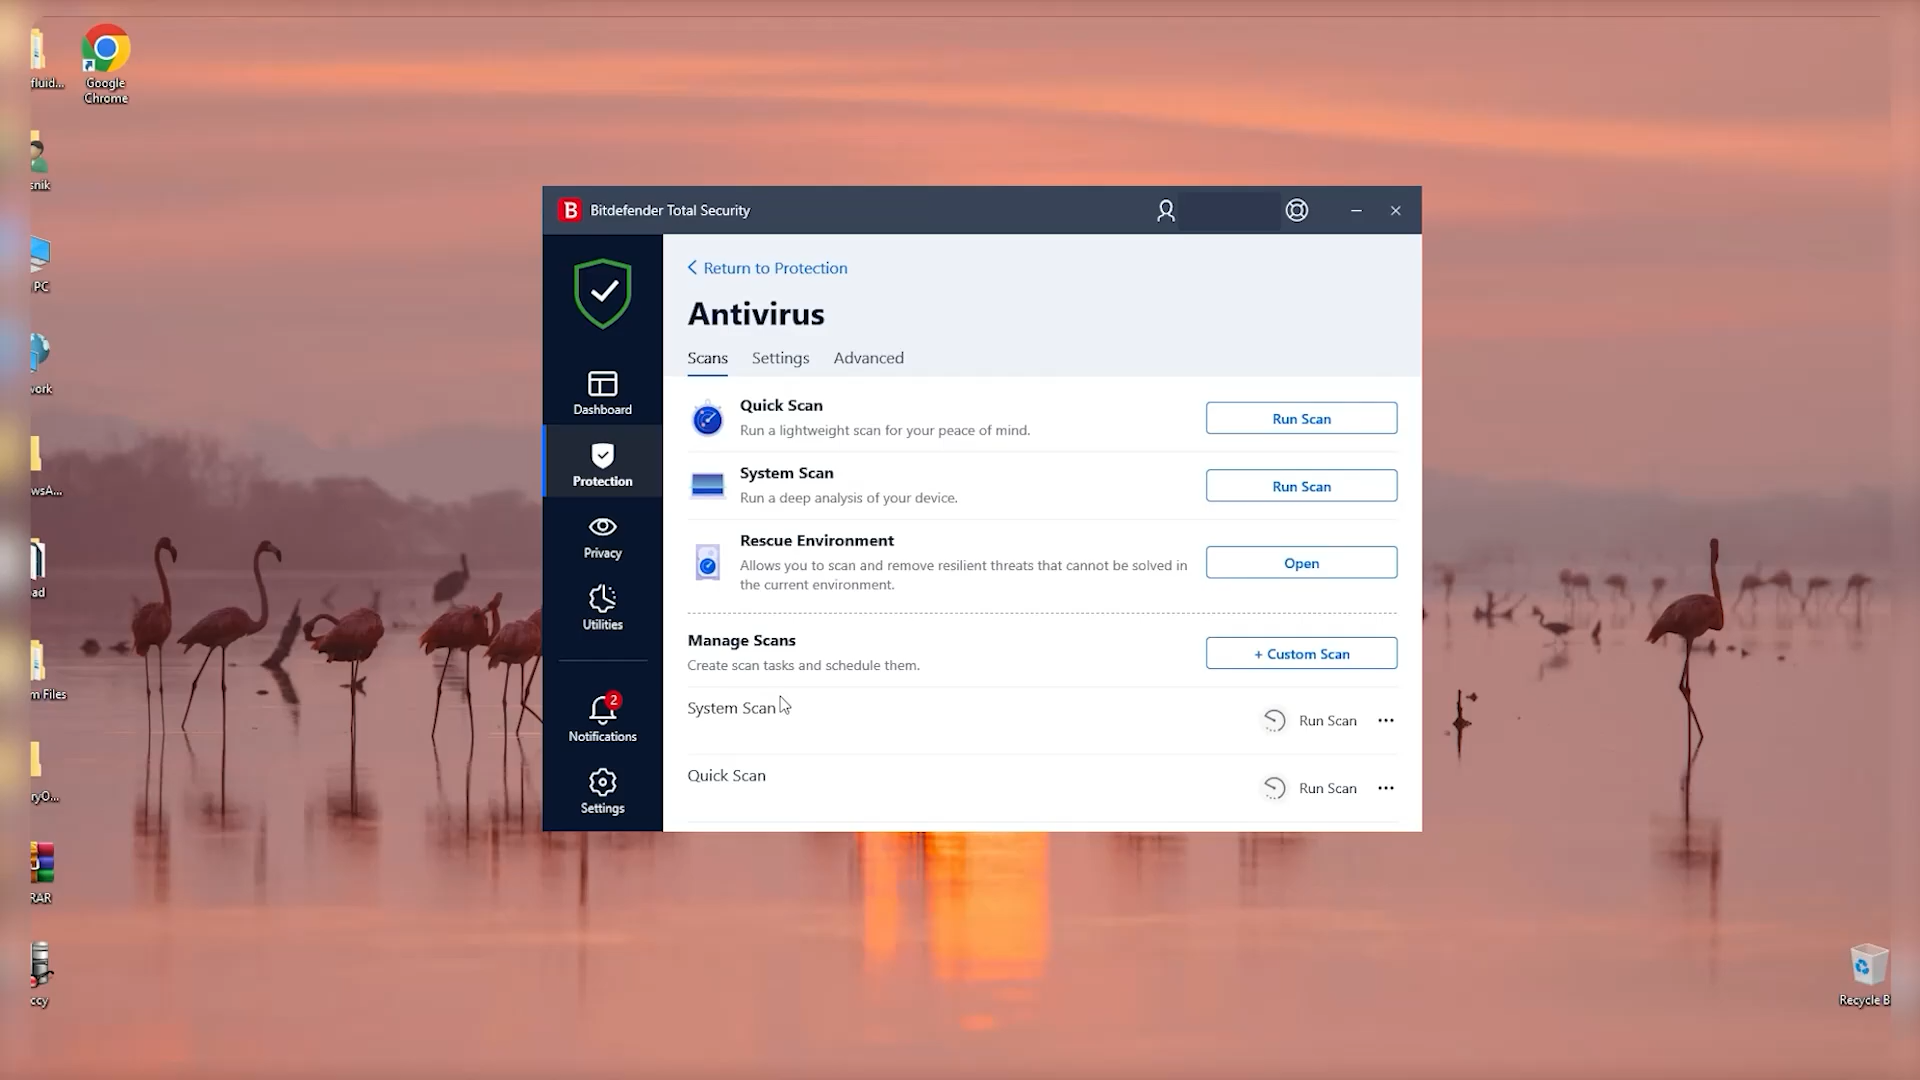 fluid...
Google
Chrome
snik
PC
work
wsA...
ad
m Files
ryO...
RAR
ccy
Recycle B
B Bitdefender Total Security
Dashboard
Protection
Privacy
Utilities
2
Notifications
Settings
Return to Protection
Antivirus
Scans Settings Advanced
Quick Scan
Run a lightweight scan for your peace of mind.
Run Scan
System Scan
Run a deep analysis of your device.
Run Scan
Rescue Environment
Allows you to scan and remove resilient threats that cannot be solved in
the current environment.
Open
Manage Scans
Create scan tasks and schedule them.
+ Custom Scan
System Scan
Run Scan
Quick Scan
Run Scan